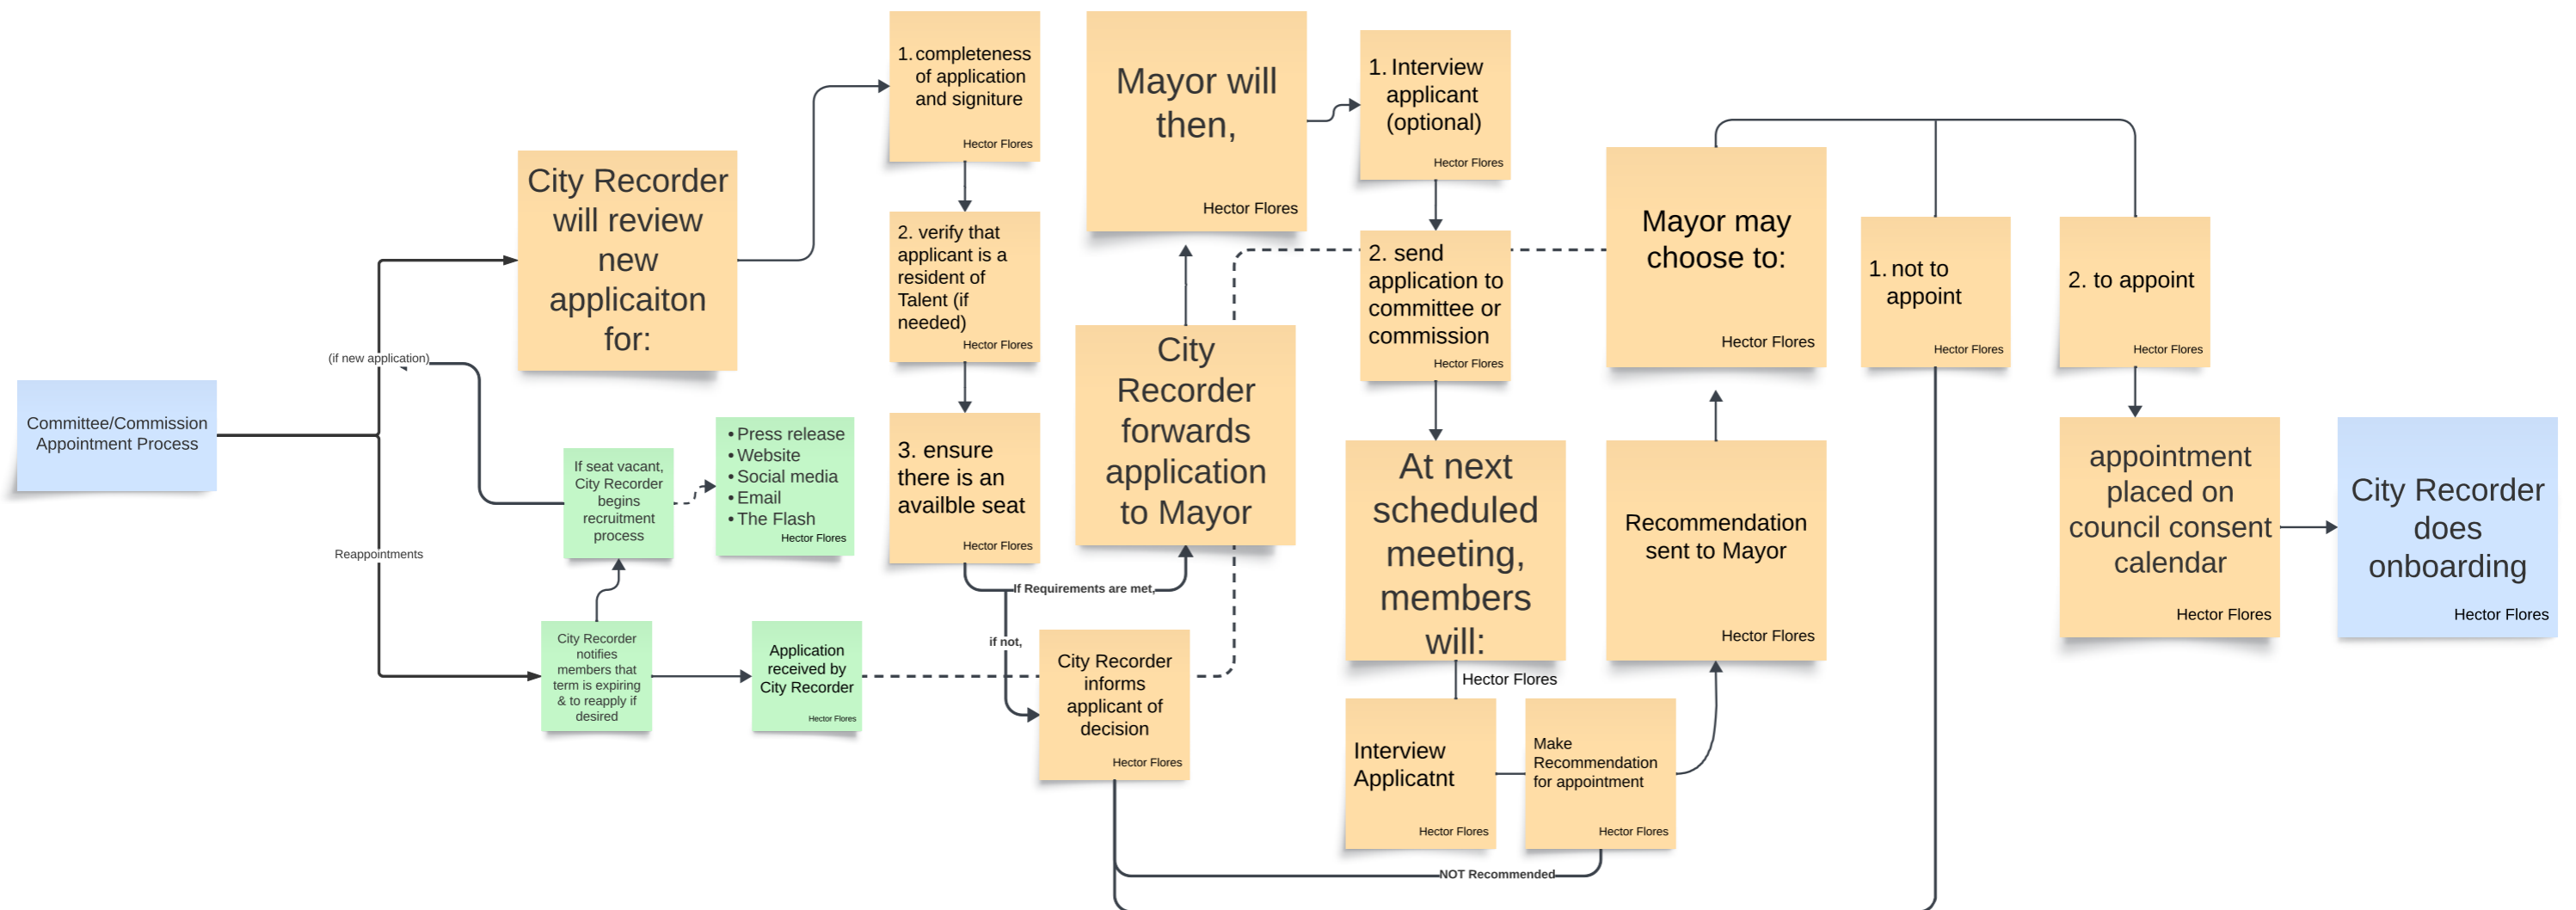 Committee/Commission
Appointment Process
(if new application)
Reappointments
City Recorder
will review
new
applicaiton
for:
If seat vacant,
City Recorder
begins
recruitment
process
• Press release
• Website
• Social media
• Email
• The Flash
Hector Flores
City Recorder
notifies
members that
term is expiring
& to reapply if
desired
Application
received by
City Recorder
Hector Flores
1. completeness
of application
and signiture
Hector Flores
2. verify that
applicant is a
resident of
Talent (if
needed)
Hector Flores
3. ensure
there is an
availble seat
Hector Flores
If Requirements are met,
if not,
City Recorder
informs
applicant of
decision
Hector Flores
City
Recorder
forwards
application
to Mayor
Mayor will
then,
Hector Flores
1. Interview
applicant
(optional)
Hector Flores
2. send
application to
committee or
commission
Hector Flores
At next
scheduled
meeting,
members
will:
Hector Flores
Interview
Applicatnt
Hector Flores
Make
Recommendation
for appointment
Hector Flores
NOT Recommended
Recommendation
sent to Mayor
Hector Flores
Mayor may
choose to:
Hector Flores
1. not to
appoint
Hector Flores
2. to appoint
Hector Flores
appointment
placed on
council consent
calendar
Hector Flores
City Recorder
does
onboarding
Hector Flores